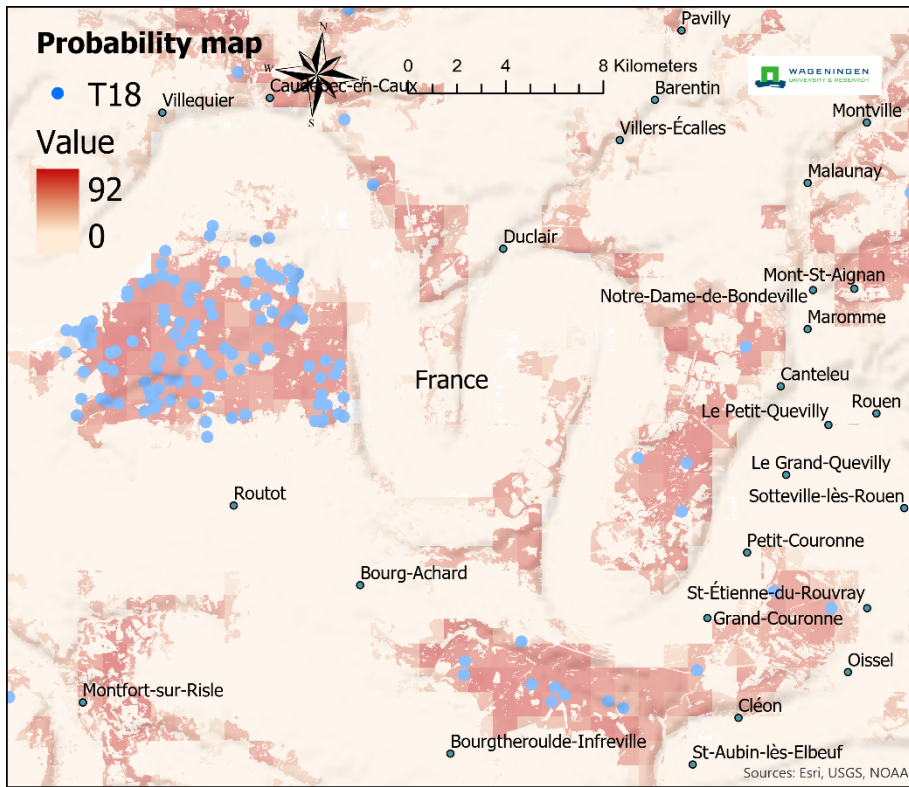 Pavilly
Probability map
N
W
E
S
0 2 4 8 Kilometers
T18
Caudebec-en-Caux
WAGENINGEN
UNIVERSITY & RESEARCH
Villequier
Barentin
Montville
Value
Villers-Écalles
92
Malaunay
0
Duclair
Mont-St-Aignan
Notre-Dame-de-Bondeville
Maromme
France
Canteleu
Le Petit-Quevilly
Rouen
Le Grand-Quevilly
Routot
Sotteville-lès-Rouen
Petit-Couronne
Bourg-Achard
St-Étienne-du-Rouvray
Grand-Couronne
Oissel
Montfort-sur-Risle
Cléon
Bourgtheroulde-Infreville
St-Aubin-lès-Elbeuf
Sources: Esri, USGS, NOAA